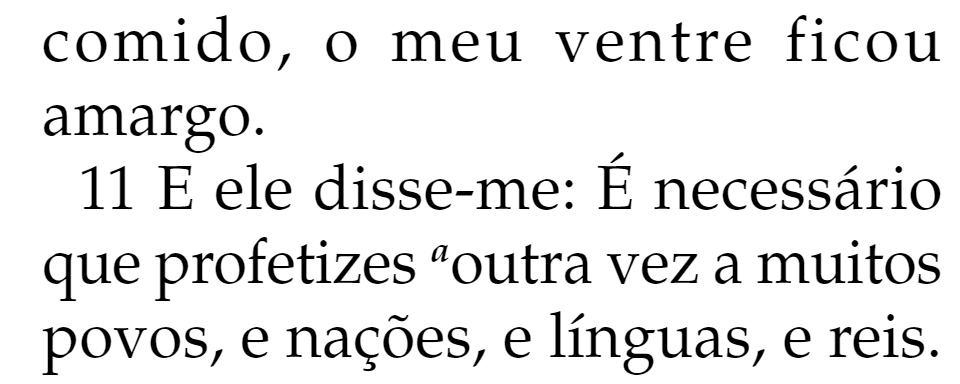 comido, o meu ventre ficou
amargo.
11 E ele disse-me: É necessário
que profetizes ᵃoutra vez a muitos
povos, e nações, e línguas, e reis.